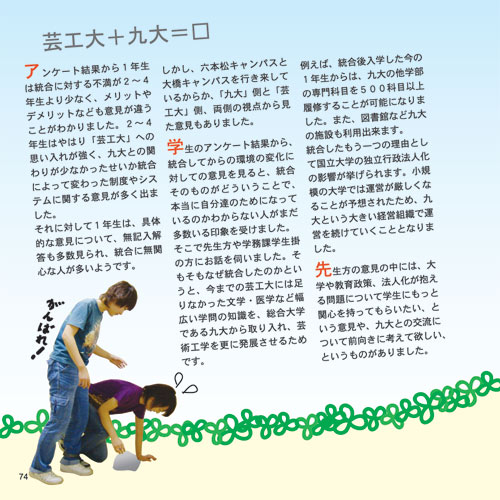 芸工大＋九大＝□
アンケート結果から１年生
は統合に対する不満が２～４
年生より少なく、メリットや
デメリットなども意見が違う
ことがわかりました。２～４
年生はやはり「芸工大」への
思い入れが強く、九大との関
わりが少なかったせいか統合
によって変わった制度やシス
テムに関する意見が多く出ま
した。
それに対して１年生は、具体
的な意見について、無記入解
答も多数見られ、統合に無関
心な人が多いようです。
しかし、六本松キャンパスと
大橋キャンパスを行き来して
いるからか、「九大」側と「芸
工大」側、両側の視点から見
た意見もありました。
学生のアンケート結果から、
統合してからの環境の変化に
対しての意見を見ると、統合
そのものがどういうことで、
本当に自分達のためになって
いるのかわからない人がまだ
多数いる印象を受けました。
そこで先生方や学務課学生掛
の方にお話を伺いました。そ
もそもなぜ統合したのかとい
うと、今までの芸工大には足
りなかった文学・医学など幅
広い学問の知識を、総合大学
である九大から取り入れ、芸
術工学を更に発展させるため
です。
例えば、統合後入学した今の
１年生からは、九大の他学部
の専門科目を５００科目以上
履修することが可能になりま
した。また、図書館など九大
の施設も利用出来ます。
統合したもう一つの理由とし
て国立大学の独立行政法人化
の影響が挙げられます。小規
模の大学では運営が厳しくな
ることが予想されたため、九
大という大きい経営組織で運
営を続けていくこととなりま
した。
先生方の意見の中には、大
学や教育政策、法人化が抱え
る問題について学生にもっと
関心を持ってもらいたい、と
いう意見や、九大との交流に
ついて前向きに考えて欲しい、
というものがありました。
がんばれ！
74